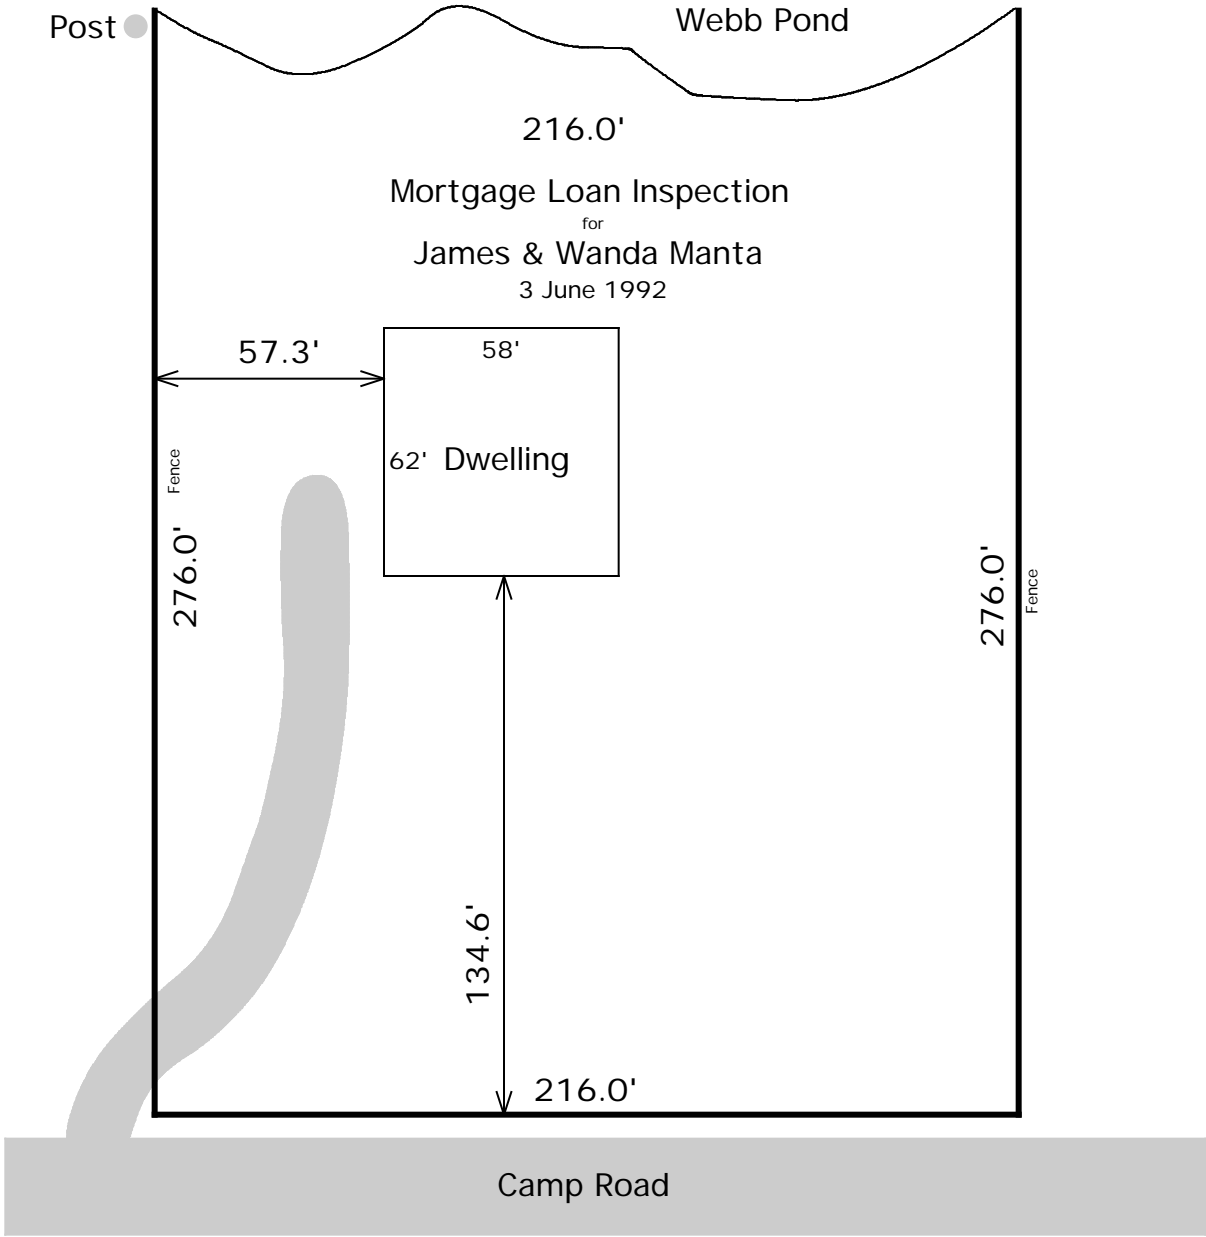 Post
Webb Pond
216.0'
Mortgage Loan Inspection
for
James & Wanda Manta
3 June 1992
57.3'
58'
62' Dwelling
Fence
276.0'
276.0'
Fence
134.6'
216.0'
Camp Road